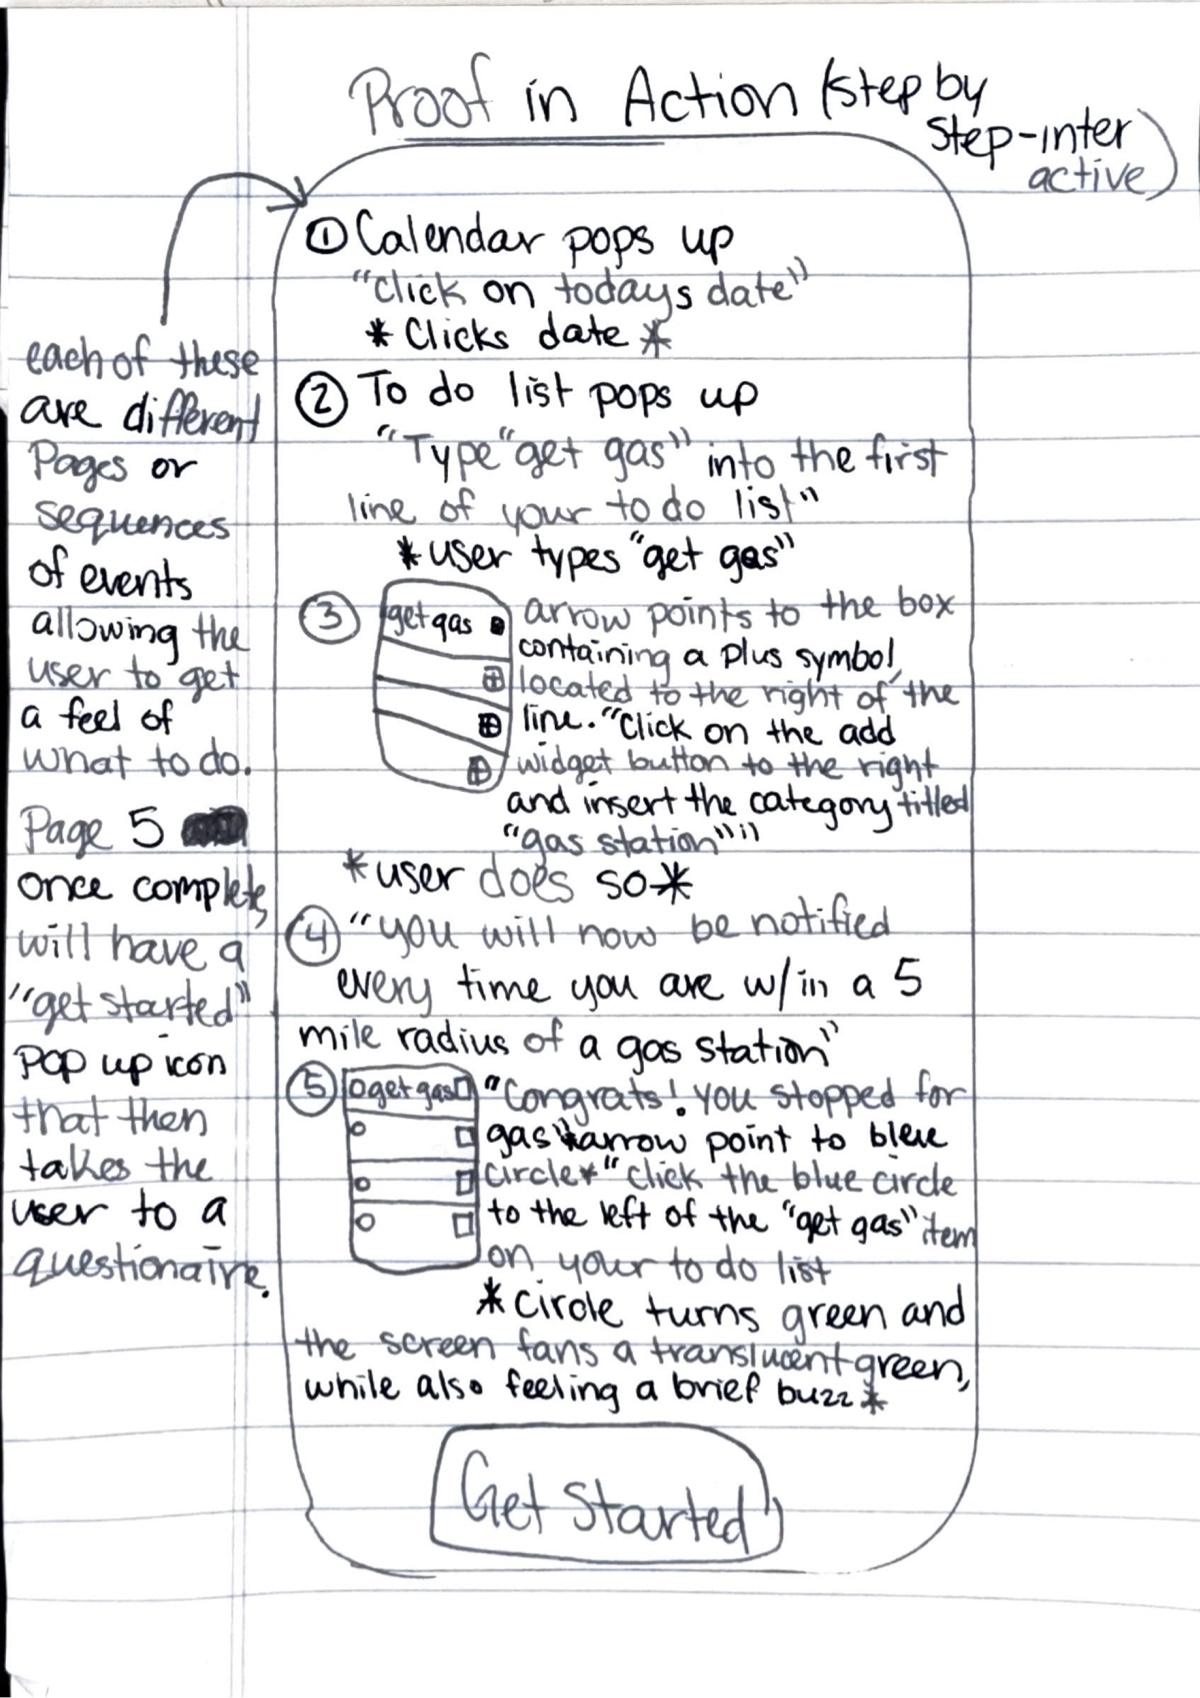 Proof in Action (step by
step-inter
active)
① Calendar pops up
"Click on todays date"
* Clicks date *
② To do list pops up
"Type "get gas" into the first
line of your to do list"
* user types "get gas"
③ get gas
arrow points to the box
containing a plus symbol,
located to the right of the
line. "Click on the add
widget button to the right
and insert the category titled
"gas station""
* user does so *
④ "you will now be notified
every time you are w/in a 5
mile radius of a gas station"
⑤ get gas
"Congrats! You stopped for
gas" *arrow point to blue
circle* "click the blue circle
to the left of the "get gas" item
on your to do list
* circle turns green and
the screen fans a translucent green,
while also feeling a brief buzz *
Get Started
each of these
are different
Pages or
sequences
of events
allowing the
user to get
a feel of
what to do.
Page 5
once complete,
will have a
"get started"
Pop up icon
that then
takes the
user to a
questionaire.